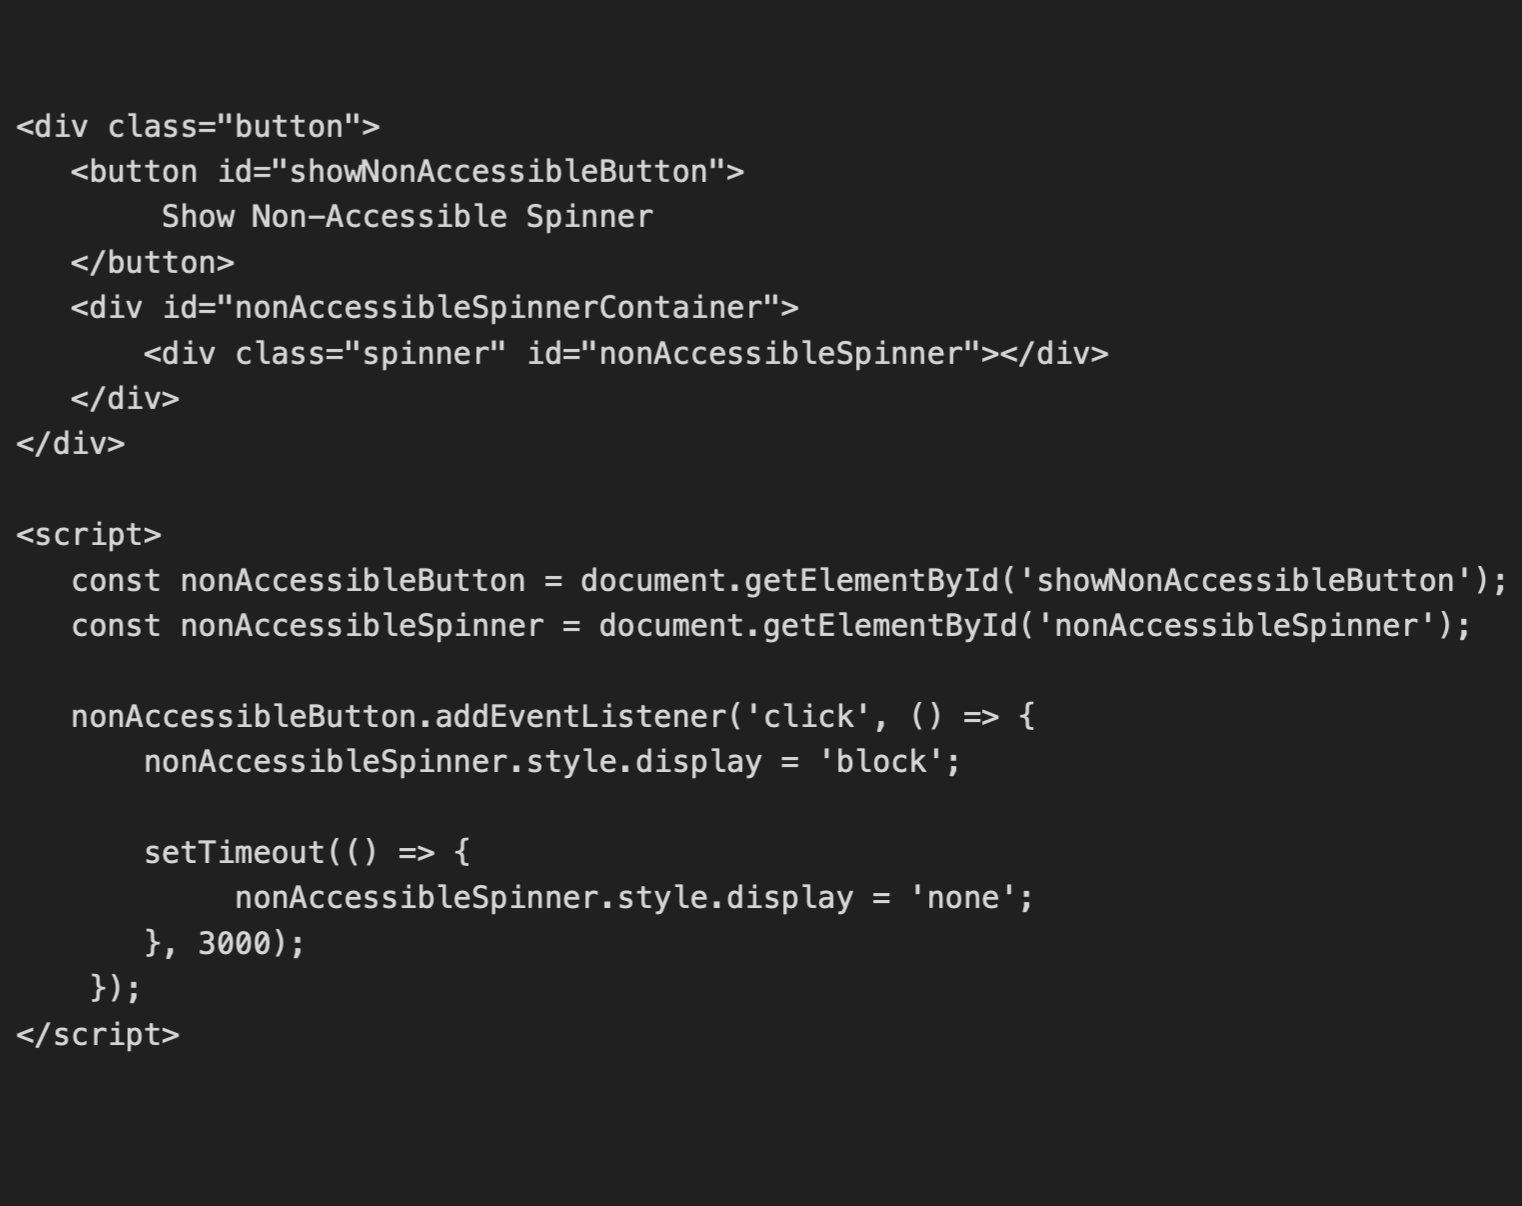 <div class="button">
<button id="showNonAccessibleButton">
Show Non-Accessible Spinner
</button>
<div id="nonAccessibleSpinnerContainer">
<div class="spinner" id="nonAccessibleSpinner"></div>
</div>
</div>
<script>
const nonAccessibleButton = document.getElementById('showNonAccessibleButton');
const nonAccessibleSpinner = document.getElementById('nonAccessibleSpinner');
nonAccessibleButton.addEventListener('click', () => {
nonAccessibleSpinner.style.display = 'block';
setTimeout(() => {
nonAccessibleSpinner.style.display = 'none';
}, 3000);
});
</script>